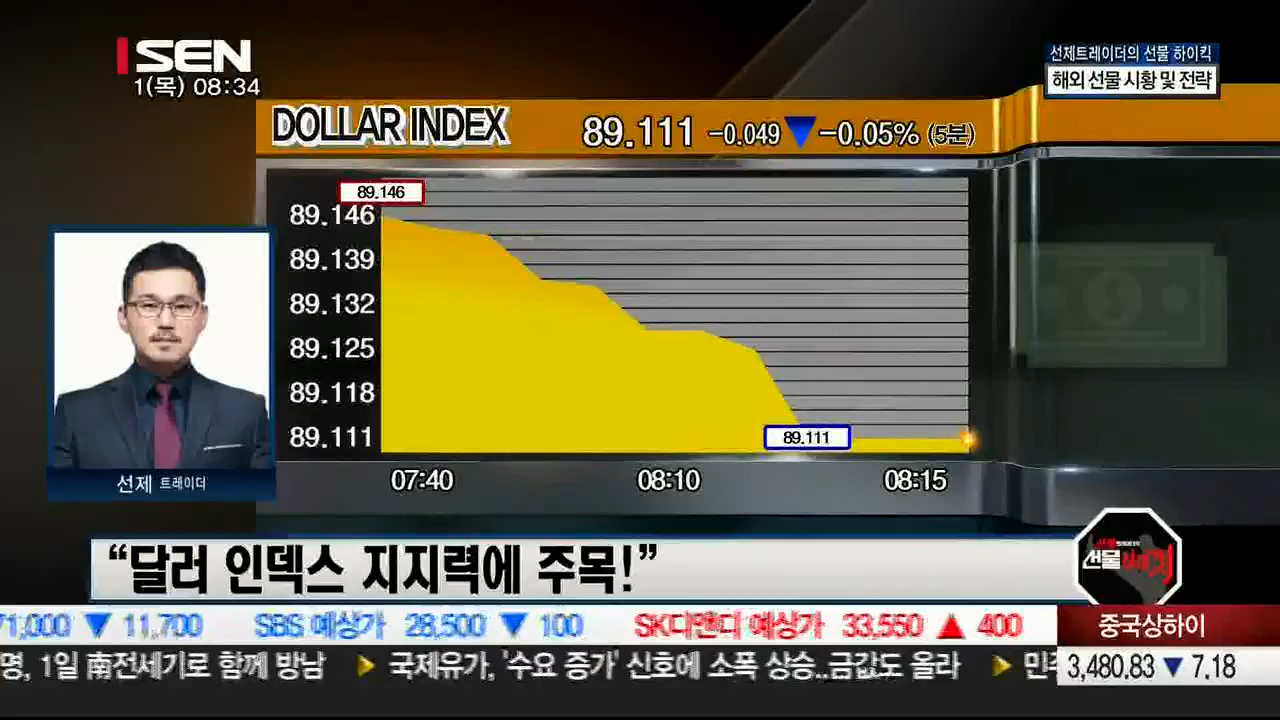 SEN
1(목) 08:34
선제트레이더의 선물 하이킥
해외 선물 시황 및 전략
DOLLAR INDEX 89.111 -0.049 ▼ -0.05% (5분)
89.146
89.146
89.139
89.132
89.125
89.118
89.111
89.111
07:40 08:10 08:15
선제 트레이더
“달러 인덱스 지지력에 주목!”
선물
71,000 ▼ 11,700 SBS 예상가 28,500 ▼ 100 SK디앤디 예상가 33,550 ▲ 400
중국상하이
명, 1일 南전세기로 함께 방남 ▶ 국제유가, '수요 증가' 신호에 소폭 상승..금값도 올라 ▶
3,480.83 ▼ 7.18